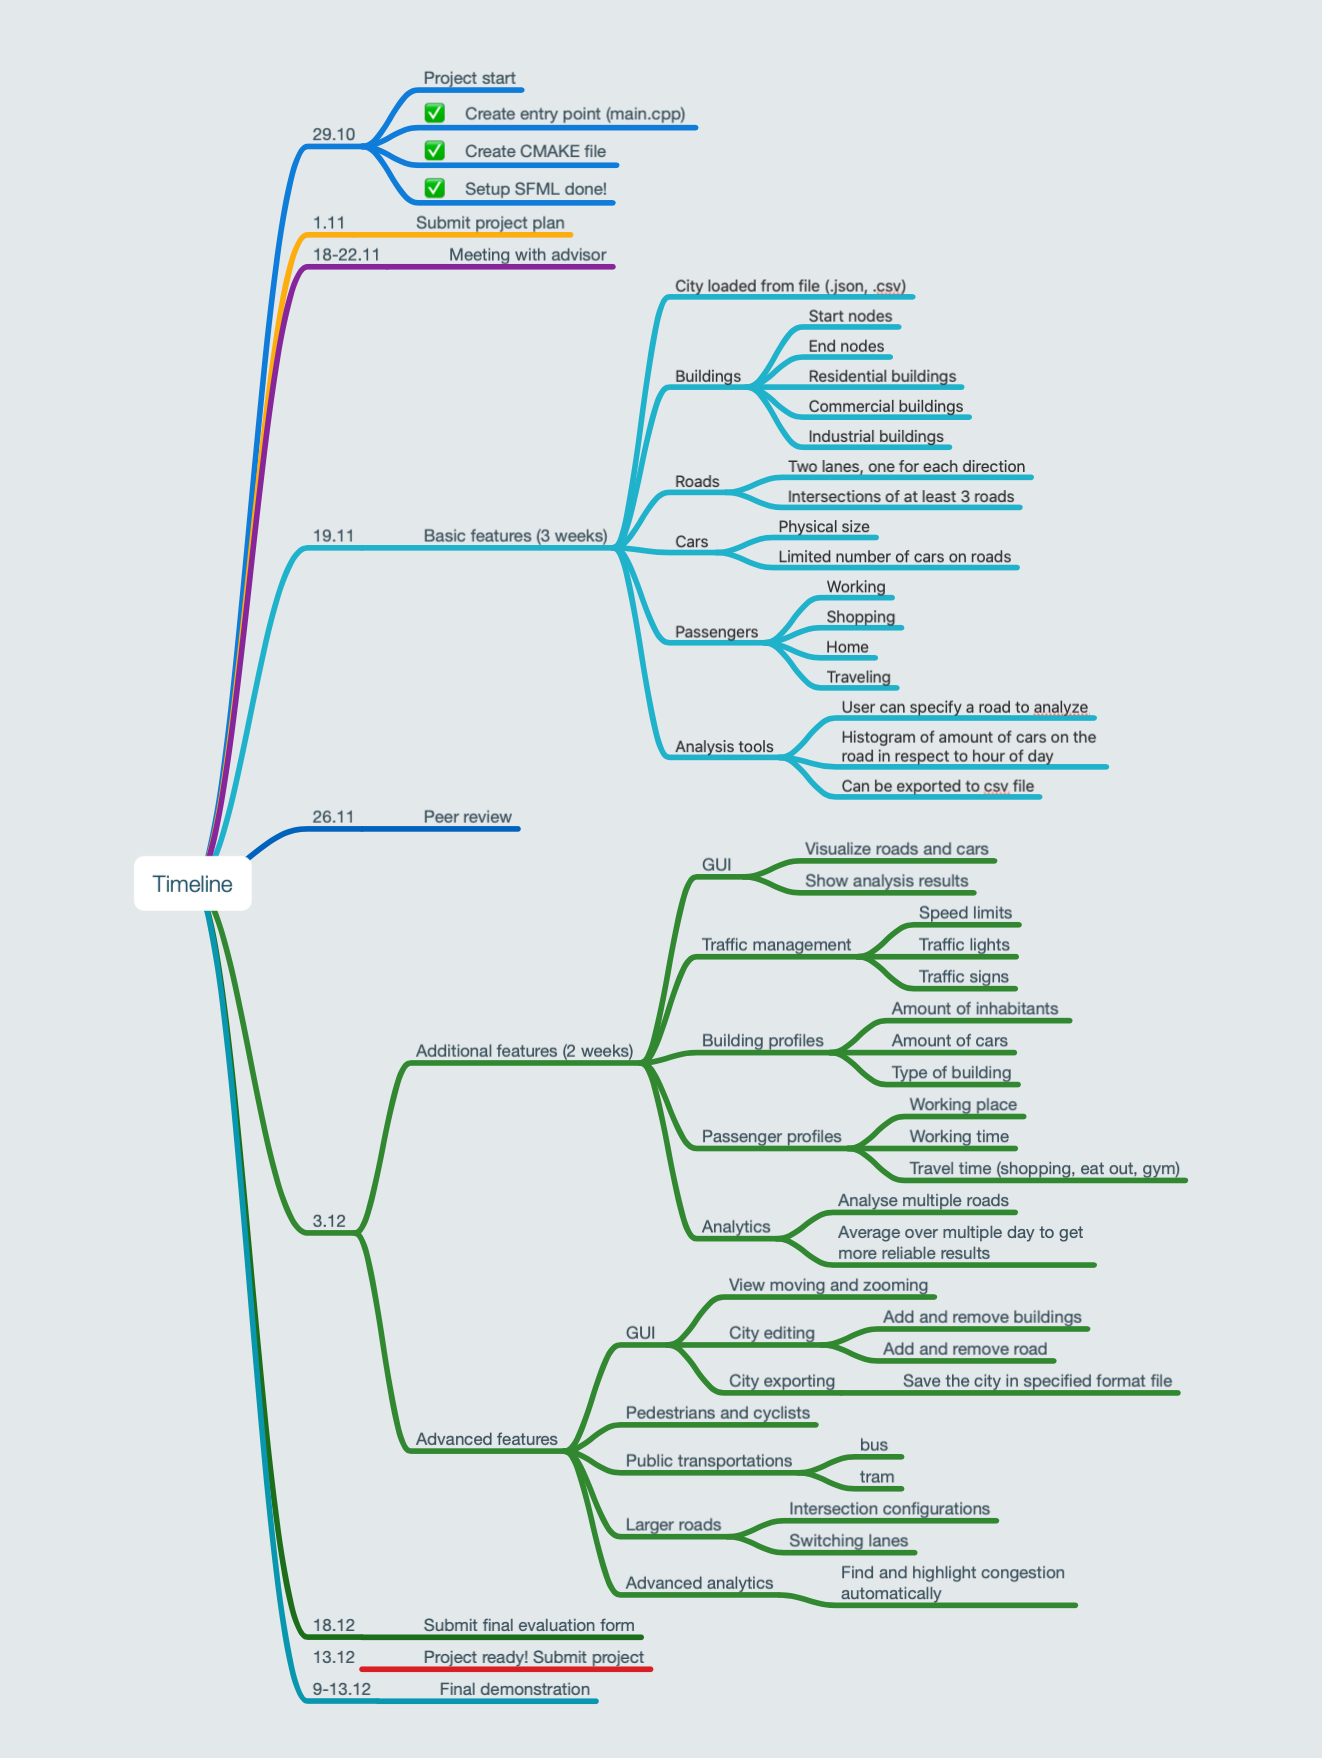 Project start
29.10
✅ Create entry point (main.cpp)
✅ Create CMAKE file
✅ Setup SFML done!
1.11 Submit project plan
18-22.11 Meeting with advisor
19.11 Basic features (3 weeks)
City loaded from file (.json, .csv)
Buildings
Start nodes
End nodes
Residential buildings
Commercial buildings
Industrial buildings
Roads
Two lanes, one for each direction
Intersections of at least 3 roads
Cars
Physical size
Limited number of cars on roads
Passengers
Working
Shopping
Home
Traveling
Analysis tools
User can specify a road to analyze
Histogram of amount of cars on the
road in respect to hour of day
Can be exported to csv file
26.11 Peer review
Timeline
3.12
Additional features (2 weeks)
GUI
Visualize roads and cars
Show analysis results
Traffic management
Speed limits
Traffic lights
Traffic signs
Building profiles
Amount of inhabitants
Amount of cars
Type of building
Passenger profiles
Working place
Working time
Travel time (shopping, eat out, gym)
Analytics
Analyse multiple roads
Average over multiple day to get
more reliable results
Advanced features
GUI
View moving and zooming
City editing
Add and remove buildings
Add and remove road
City exporting
Save the city in specified format file
Pedestrians and cyclists
Public transportations
bus
tram
Larger roads
Intersection configurations
Switching lanes
Advanced analytics
Find and highlight congestion
automatically
18.12 Submit final evaluation form
13.12 Project ready! Submit project
9-13.12 Final demonstration